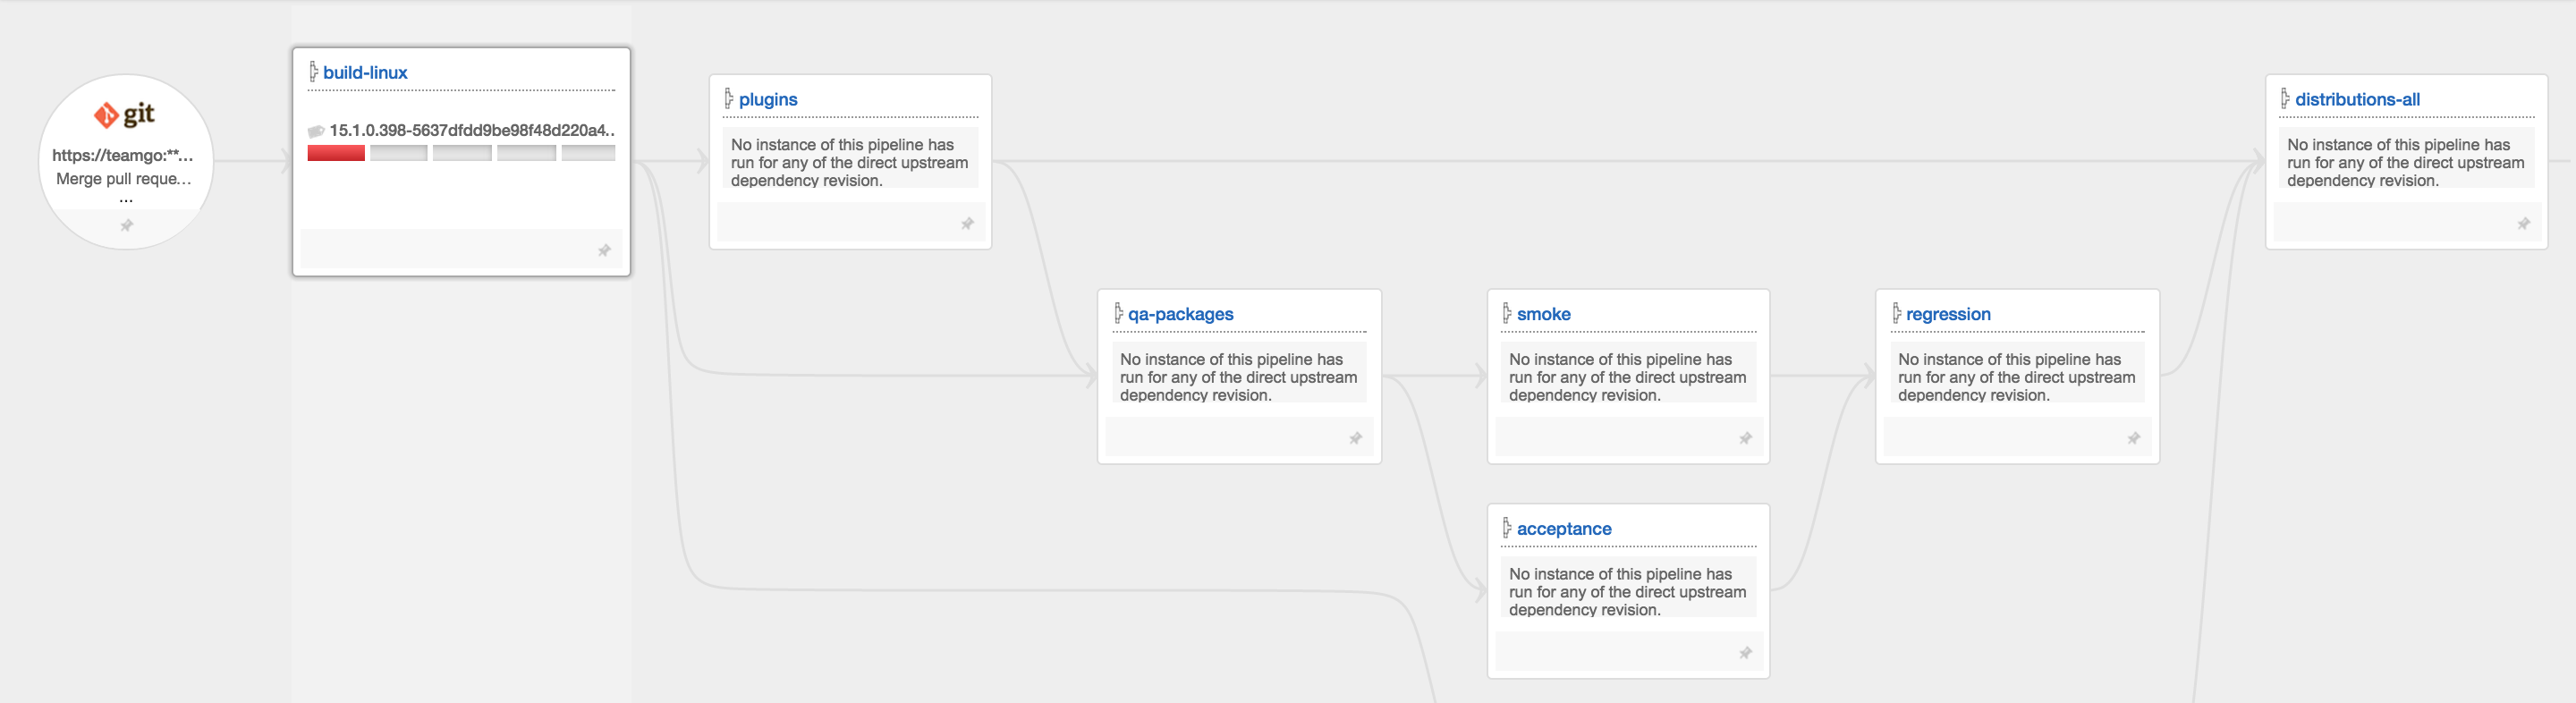 git
https://teamgo:**...
Merge pull reque...
...
build-linux
15.1.0.398-5637dfdd9be98f48d220a4..
plugins
No instance of this pipeline has
run for any of the direct upstream
dependency revision.
distributions-all
No instance of this pipeline has
run for any of the direct upstream
dependency revision.
qa-packages
No instance of this pipeline has
run for any of the direct upstream
dependency revision.
smoke
No instance of this pipeline has
run for any of the direct upstream
dependency revision.
regression
No instance of this pipeline has
run for any of the direct upstream
dependency revision.
acceptance
No instance of this pipeline has
run for any of the direct upstream
dependency revision.